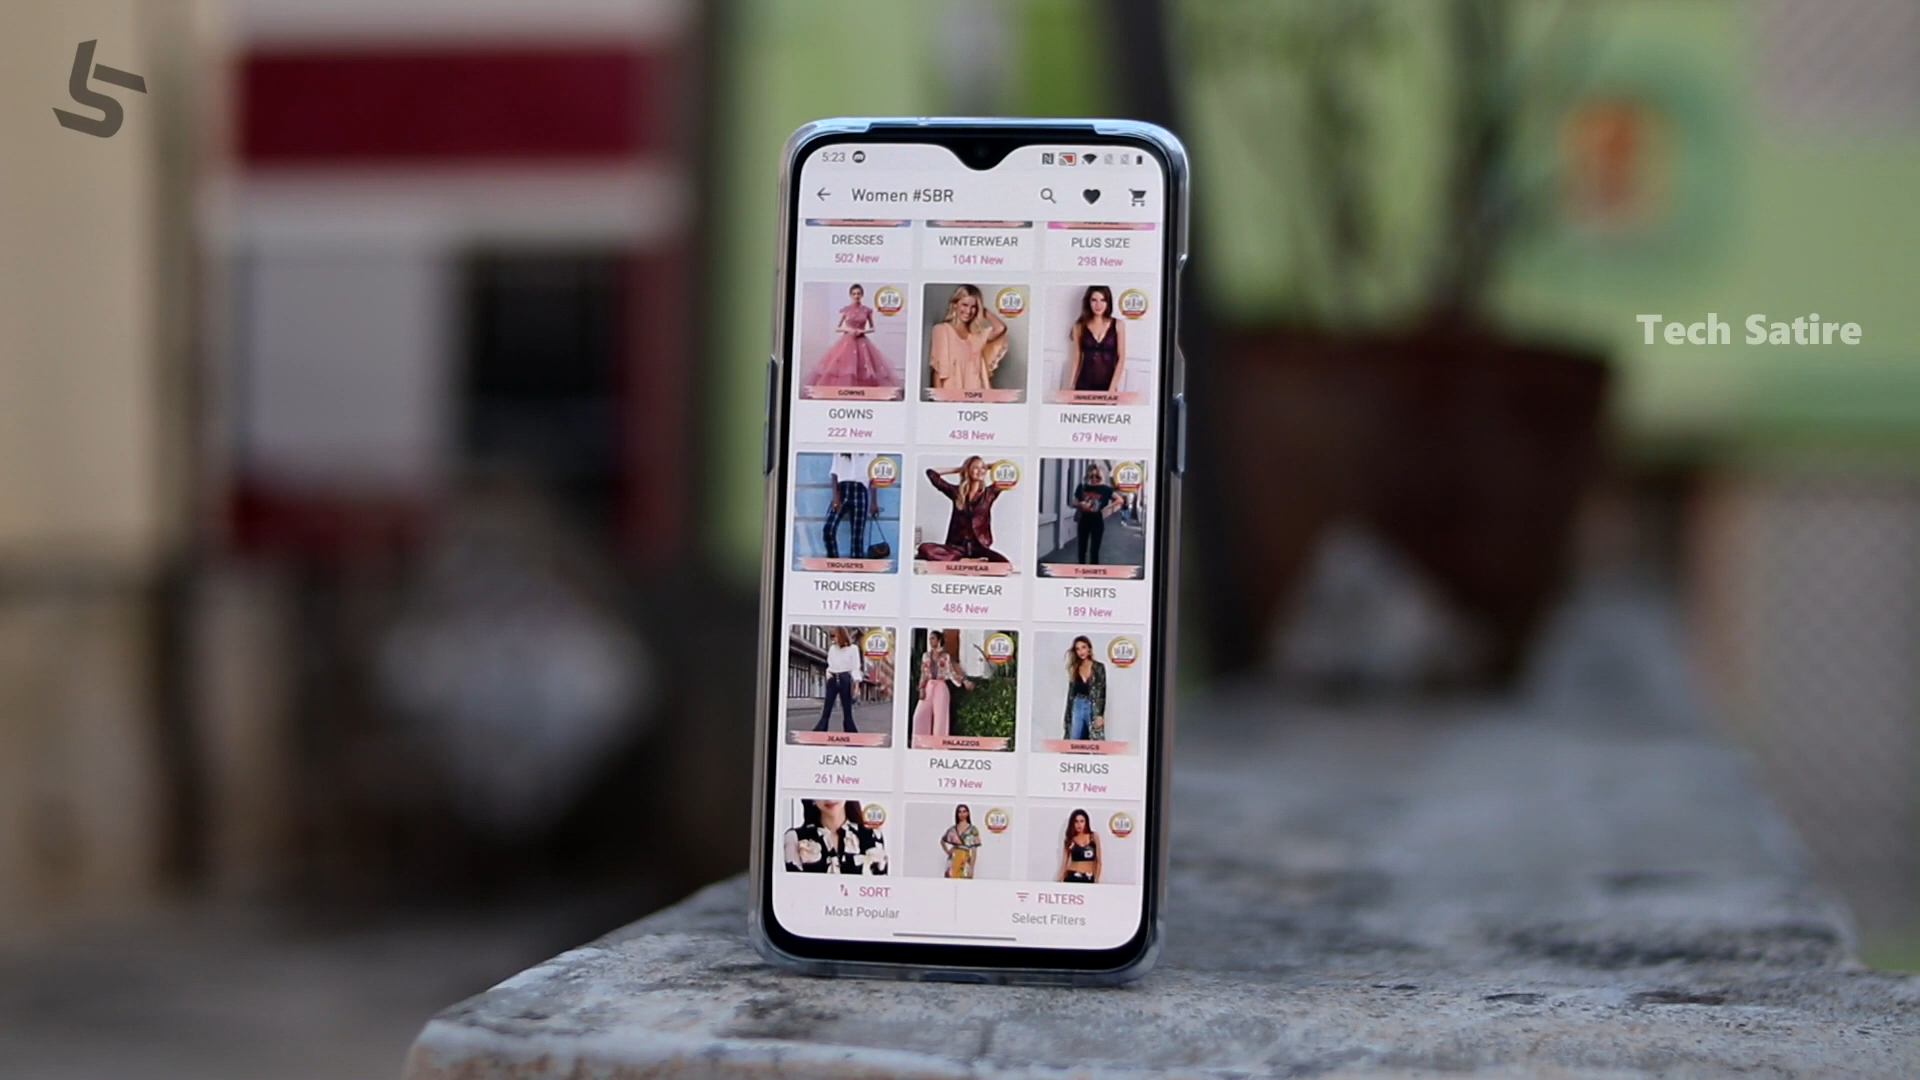 5:23
Women #SBR
Tech Satire
DRESSES
WINTERWEAR
PLUS SIZE
502 New
1041 New
298 New
GOWNS
TOPS
INNERWEAR
GOWNS
TOPS
INNERWEAR
222 New
438 New
679 New
TROUSERS
SLEEPWEAR
T-SHIRTS
TROUSERS
SLEEPWEAR
T-SHIRTS
117 New
486 New
189 New
JEANS
PALAZZOS
SHRUGS
JEANS
PALAZZOS
SHRUGS
261 New
179 New
137 New
SORT
FILTERS
Most Popular
Select Filters